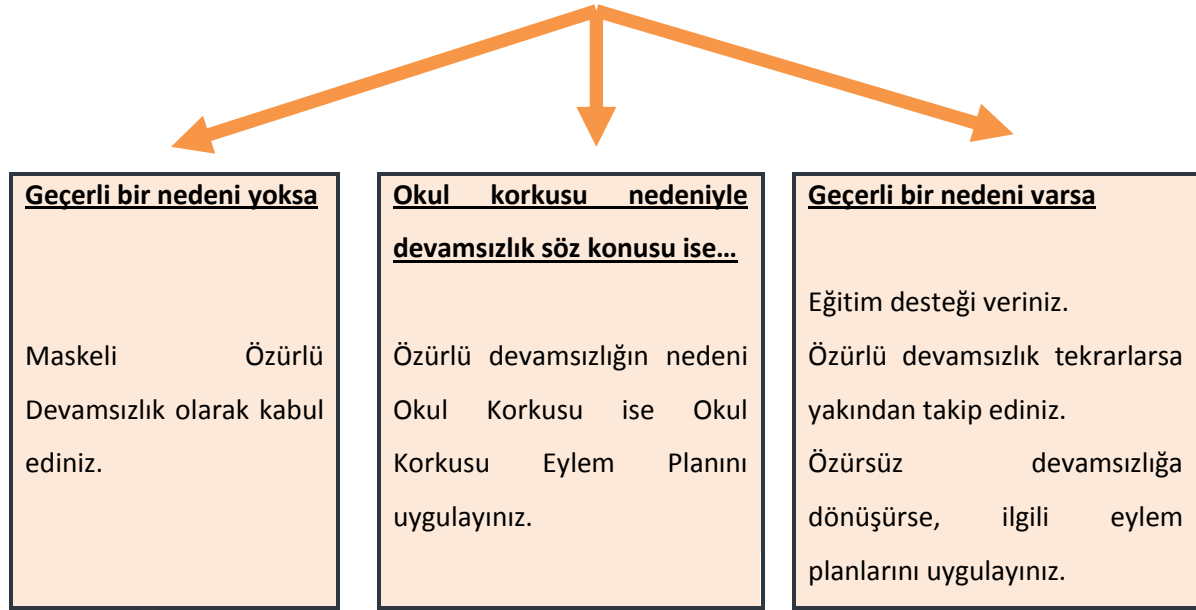 Geçerli bir nedeni yoksa
Maskeli Özürlü
Devamsızlık olarak kabul
ediniz.
Okul korkusu nedeniyle
devamsızlık söz konusu ise…
Özürlü devamsızlığın nedeni
Okul Korkusu ise Okul
Korkusu Eylem Planını
uygulayınız.
Geçerli bir nedeni varsa
Eğitim desteği veriniz.
Özürlü devamsızlık tekrarlarsa
yakından takip ediniz.
Özürsüz devamsızlığa
dönüşürse, ilgili eylem
planlarını uygulayınız.